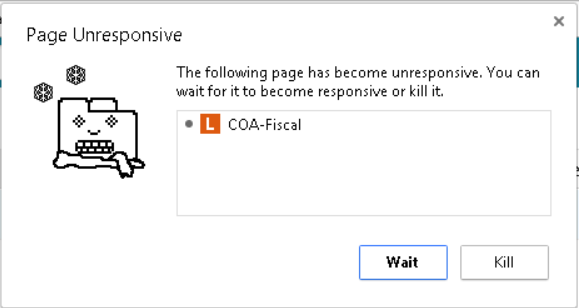 Page Unresponsive
The following page has become unresponsive. You can
wait for it to become responsive or kill it.
L COA-Fiscal
Wait Kill